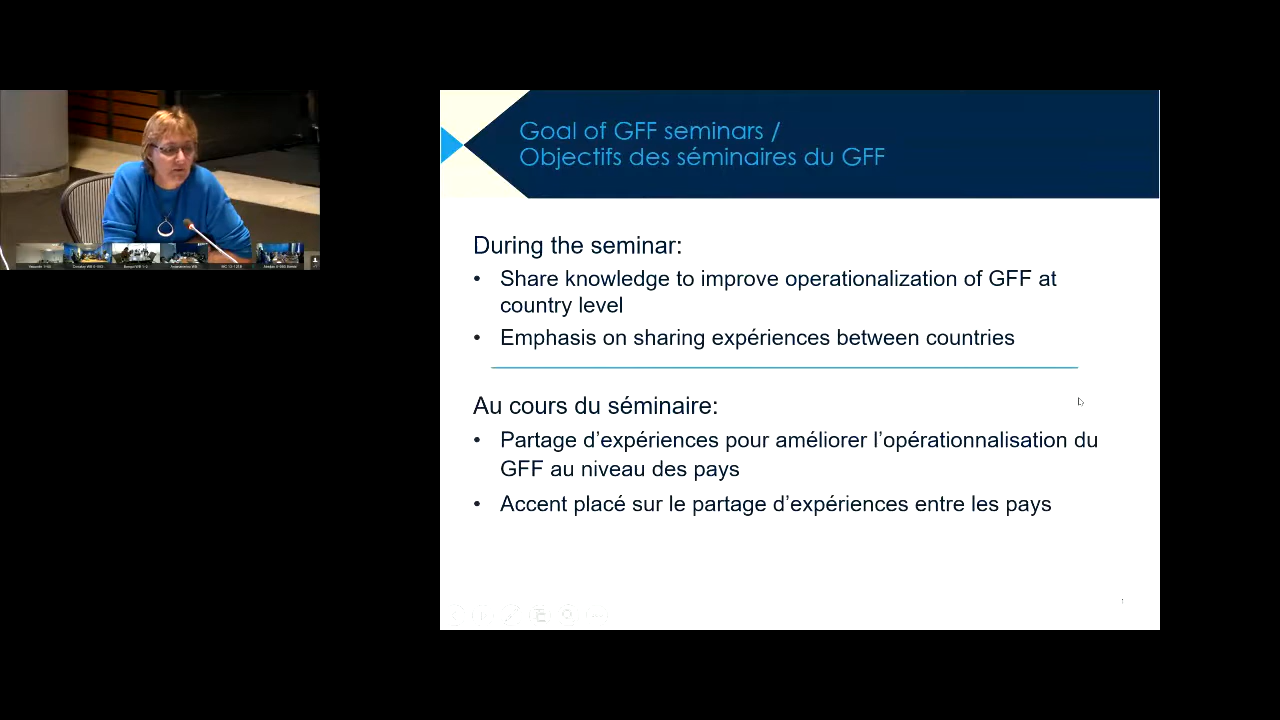 Goal of GFF seminars /
Objectifs des séminaires du GFF
During the seminar:
• Share knowledge to improve operationalization of GFF at
country level
• Emphasis on sharing expériences between countries
Au cours du séminaire:
• Partage d’expériences pour améliorer l’opérationnalisation du
GFF au niveau des pays
• Accent placé sur le partage d’expériences entre les pays